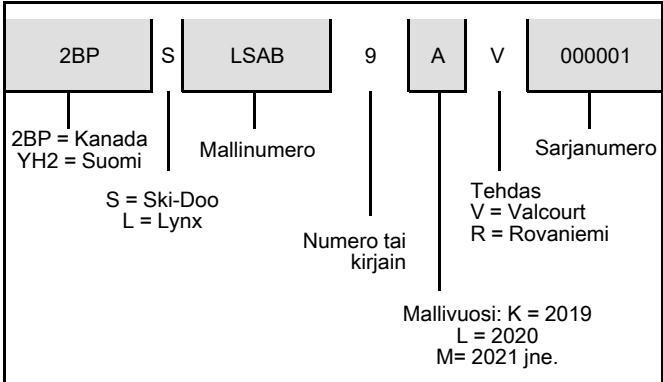 2BP S LSAB 9 A V 000001
2BP = Kanada
YH2 = Suomi
Mallinumero
Sarjanumero
S = Ski-Doo
L = Lynx
Tehdas
V = Valcourt
R = Rovaniemi
Numero tai
kirjain
Mallivuosi: K = 2019
L = 2020
M= 2021 jne.